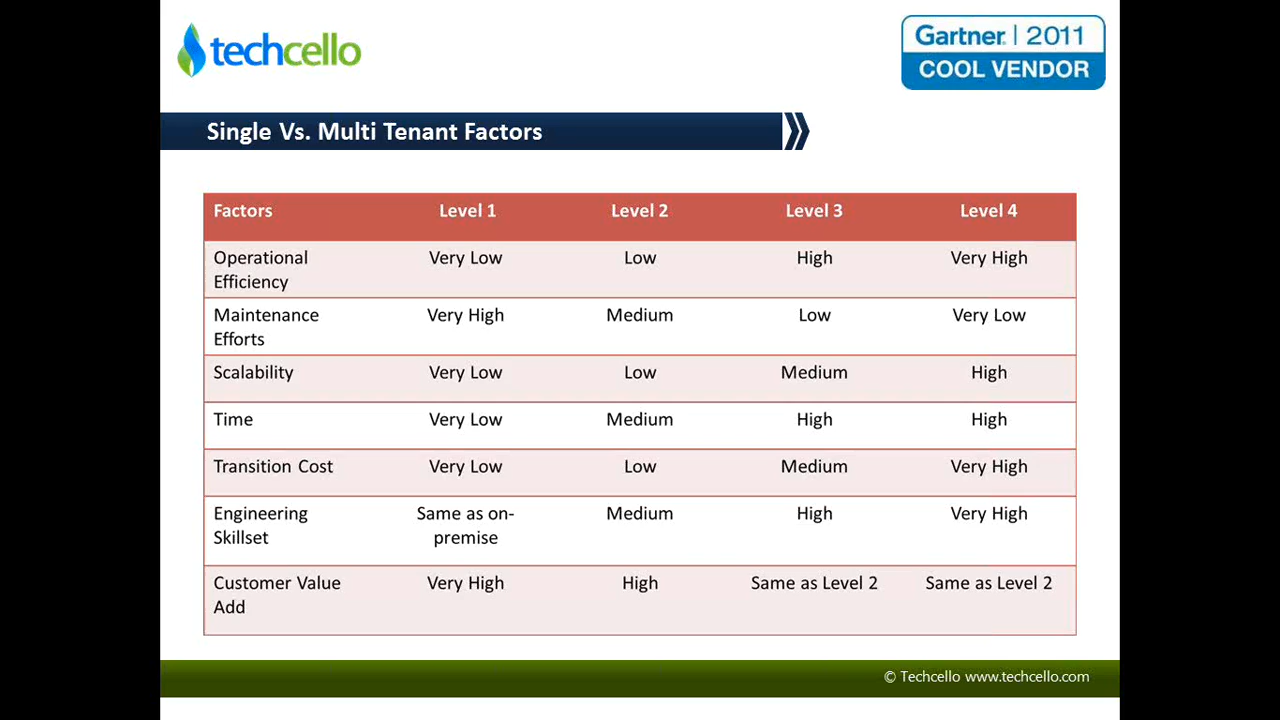 techcello
Gartner. | 2011
COOL VENDOR
Single Vs. Multi Tenant Factors
Factors Level 1 Level 2 Level 3 Level 4
Operational Efficiency Very Low Low High Very High
Maintenance Efforts Very High Medium Low Very Low
Scalability Very Low Low Medium High
Time Very Low Medium High High
Transition Cost Very Low Low Medium Very High
Engineering Skillset Same as on-premise Medium High Very High
Customer Value Add Very High High Same as Level 2 Same as Level 2
© Techcello www.techcello.com